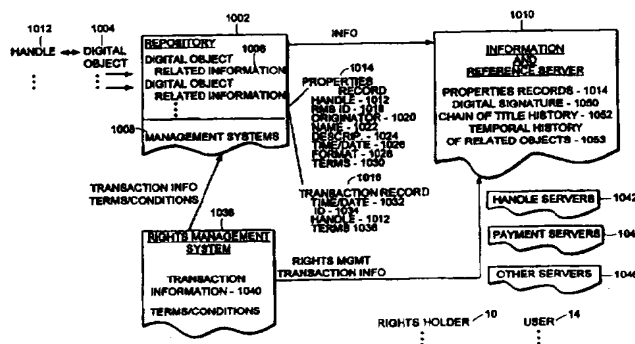 1012
1004
1002
1010
HANDLE
DIGITAL
OBJECT
REPOSITORY
DIGITAL OBJECT 1006
RELATED INFORMATION
DIGITAL OBJECT
RELATED INFORMATION
1008
MANAGEMENT SYSTEMS
INFO
1014
PROPERTIES
RECORD
HANDLE - 1012
RMS ID - 1018
ORIGINATOR - 1020
NAME - 1022
DESCRIP. - 1024
TIME/DATE - 1026
FORMAT - 1028
TERMS - 1030
1016
TRANSACTION RECORD
TIME/DATE - 1032
ID - 1034
HANDLE - 1012
TERMS 1036
INFORMATION
AND
REFERENCE SERVER
PROPERTIES RECORDS - 1014
DIGITAL SIGNATURE - 1050
CHAIN OF TITLE HISTORY - 1052
TEMPORAL HISTORY
OF RELATED OBJECTS - 1053
TRANSACTION INFO
TERMS/CONDITIONS
RIGHTS MANAGEMENT
SYSTEM
TRANSACTION
INFORMATION - 1040
TERMS/CONDITIONS
RIGHTS MGMT
TRANSACTION INFO
HANDLE SERVERS
1042
PAYMENT SERVERS
OTHER SERVERS
RIGHTS HOLDER
10
USER
14